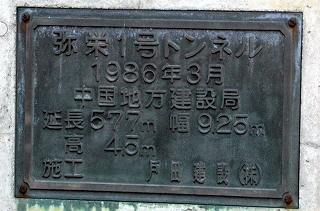 弥栄1号トンネル
1986年3月
中国地方建設局
延長577m 幅9.25m
高 4.5m
施工 戸田建設(株)